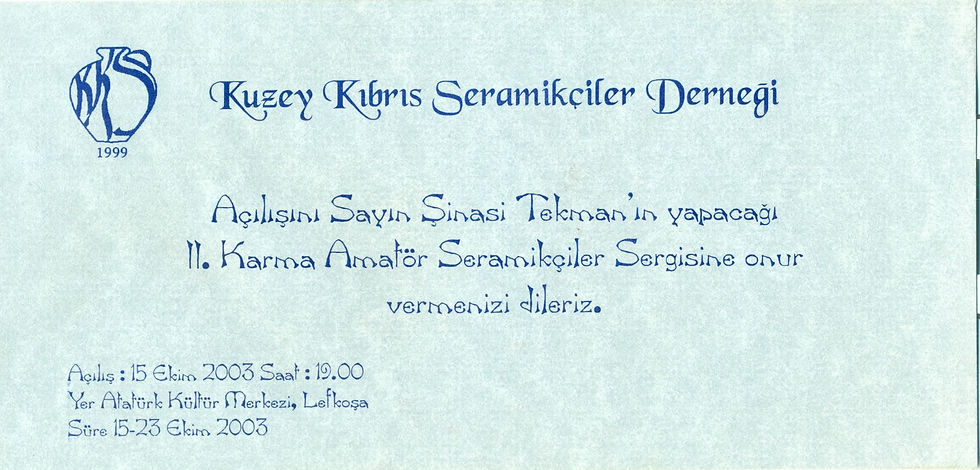 KKSD
1999
Kuzey Kıbrıs Seramikçiler Derneği
Açılışını Sayın Şinasi Tekman'ın yapacağı
II. Karma Amatör Seramikçiler Sergisine onur
vermenizi dileriz.
Açılış : 15 Ekim 2003 Saat : 19.00
Yer Atatürk Kültür Merkezi, Lefkoşa
Süre 15-23 Ekim 2003